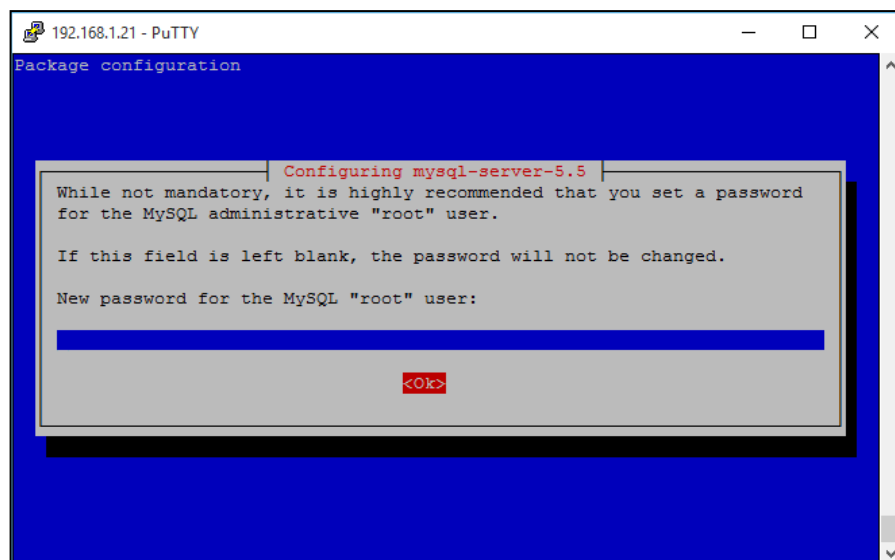 192.168.1.21 - PuTTY
Package configuration
Configuring mysql-server-5.5
While not mandatory, it is highly recommended that you set a password
for the MySQL administrative "root" user.
If this field is left blank, the password will not be changed.
New password for the MySQL "root" user:
<Ok>